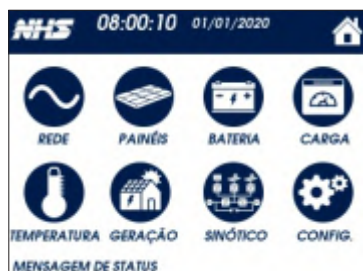 NHS 08:00:10 01/01/2020
REDE PAINÉIS BATERIA CARGA
TEMPERATURA GERAÇÃO SINÓTICO CONFIG.
MENSAGEM DE STATUS